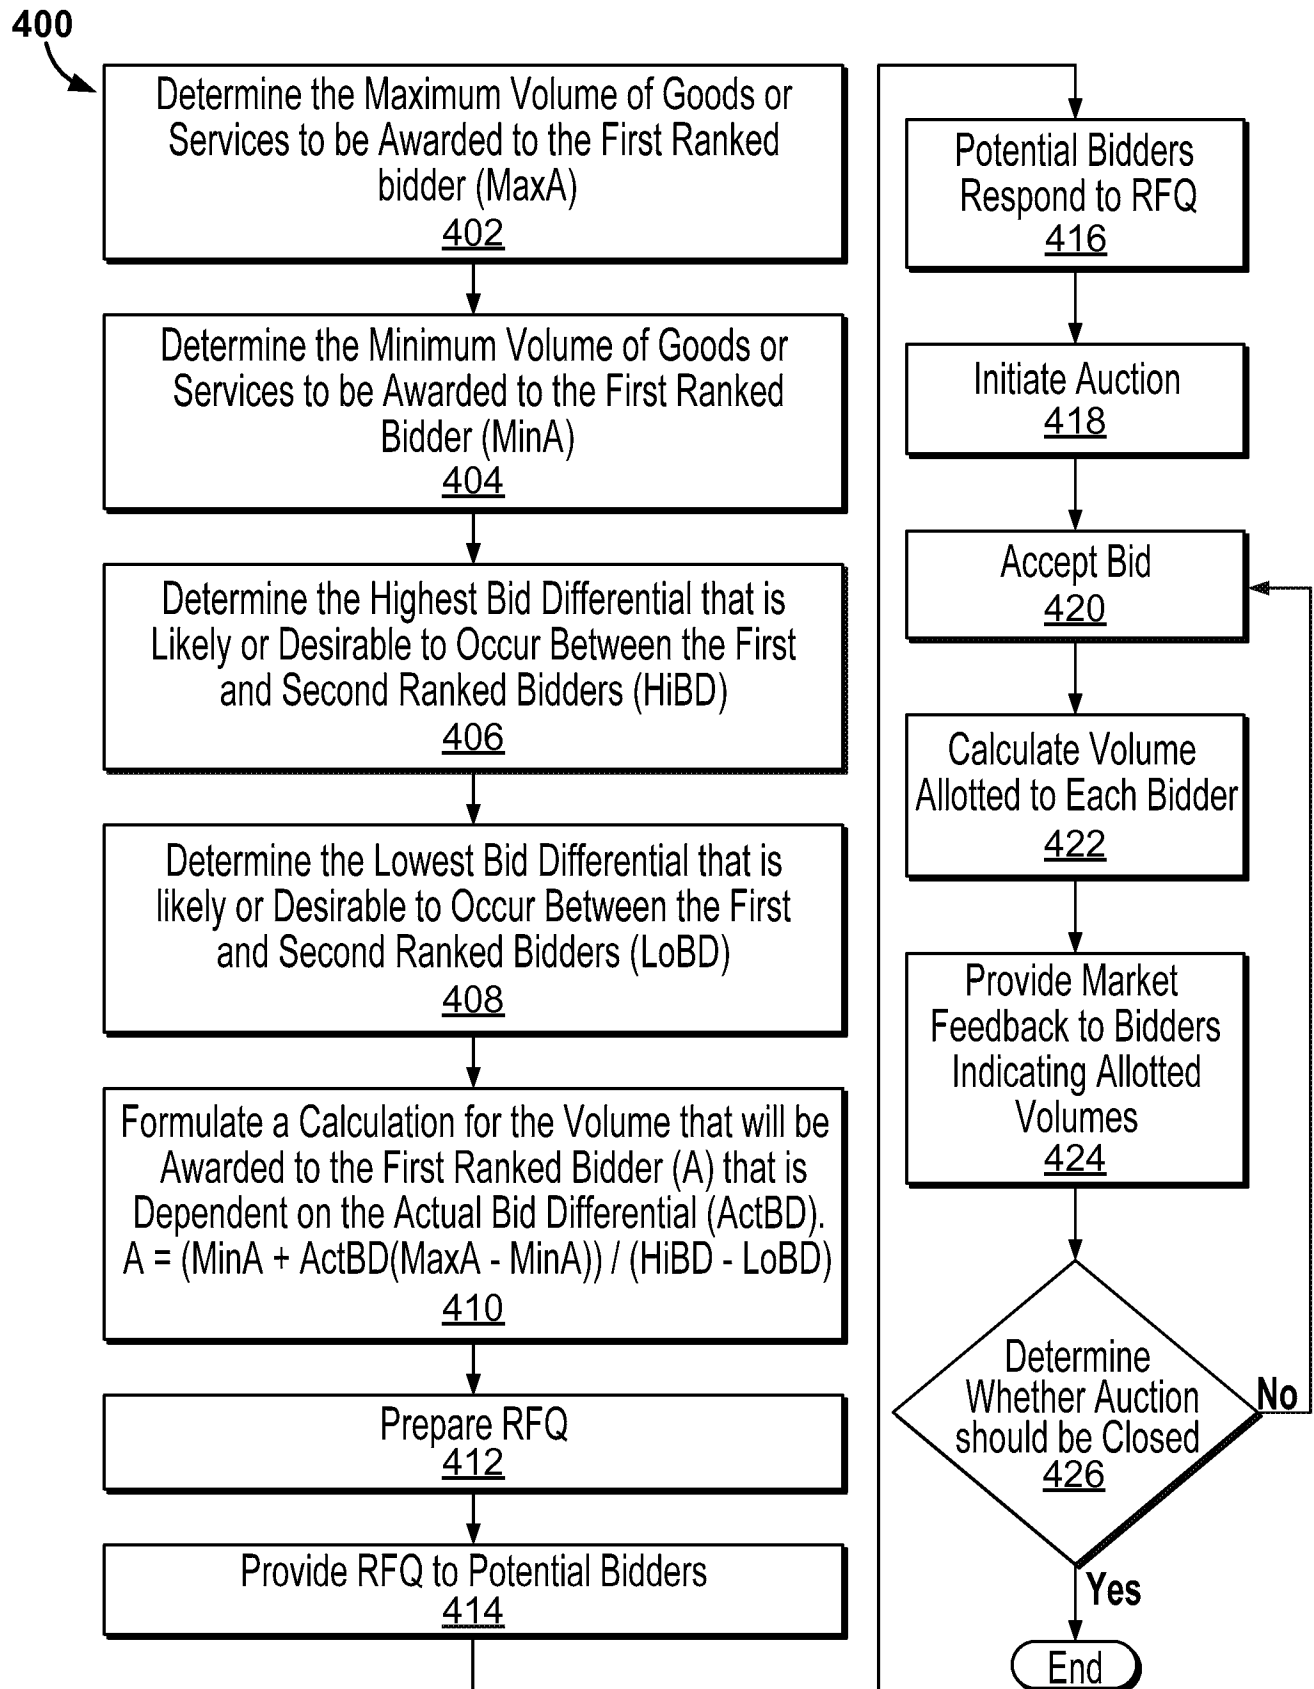 400
Determine the Maximum Volume of Goods or
Services to be Awarded to the First Ranked
bidder (MaxA)
402
Determine the Minimum Volume of Goods or
Services to be Awarded to the First Ranked
Bidder (MinA)
404
Determine the Highest Bid Differential that is
Likely or Desirable to Occur Between the First
and Second Ranked Bidders (HiBD)
406
Determine the Lowest Bid Differential that is
likely or Desirable to Occur Between the First
and Second Ranked Bidders (LoBD)
408
Formulate a Calculation for the Volume that will be
Awarded to the First Ranked Bidder (A) that is
Dependent on the Actual Bid Differential (ActBD).
A = (MinA + ActBD(MaxA - MinA)) / (HiBD - LoBD)
410
Prepare RFQ
412
Provide RFQ to Potential Bidders
414
Potential Bidders
Respond to RFQ
416
Initiate Auction
418
Accept Bid
420
Calculate Volume
Allotted to Each Bidder
422
Provide Market
Feedback to Bidders
Indicating Allotted
Volumes
424
Determine
Whether Auction
should be Closed
426
No
Yes
End